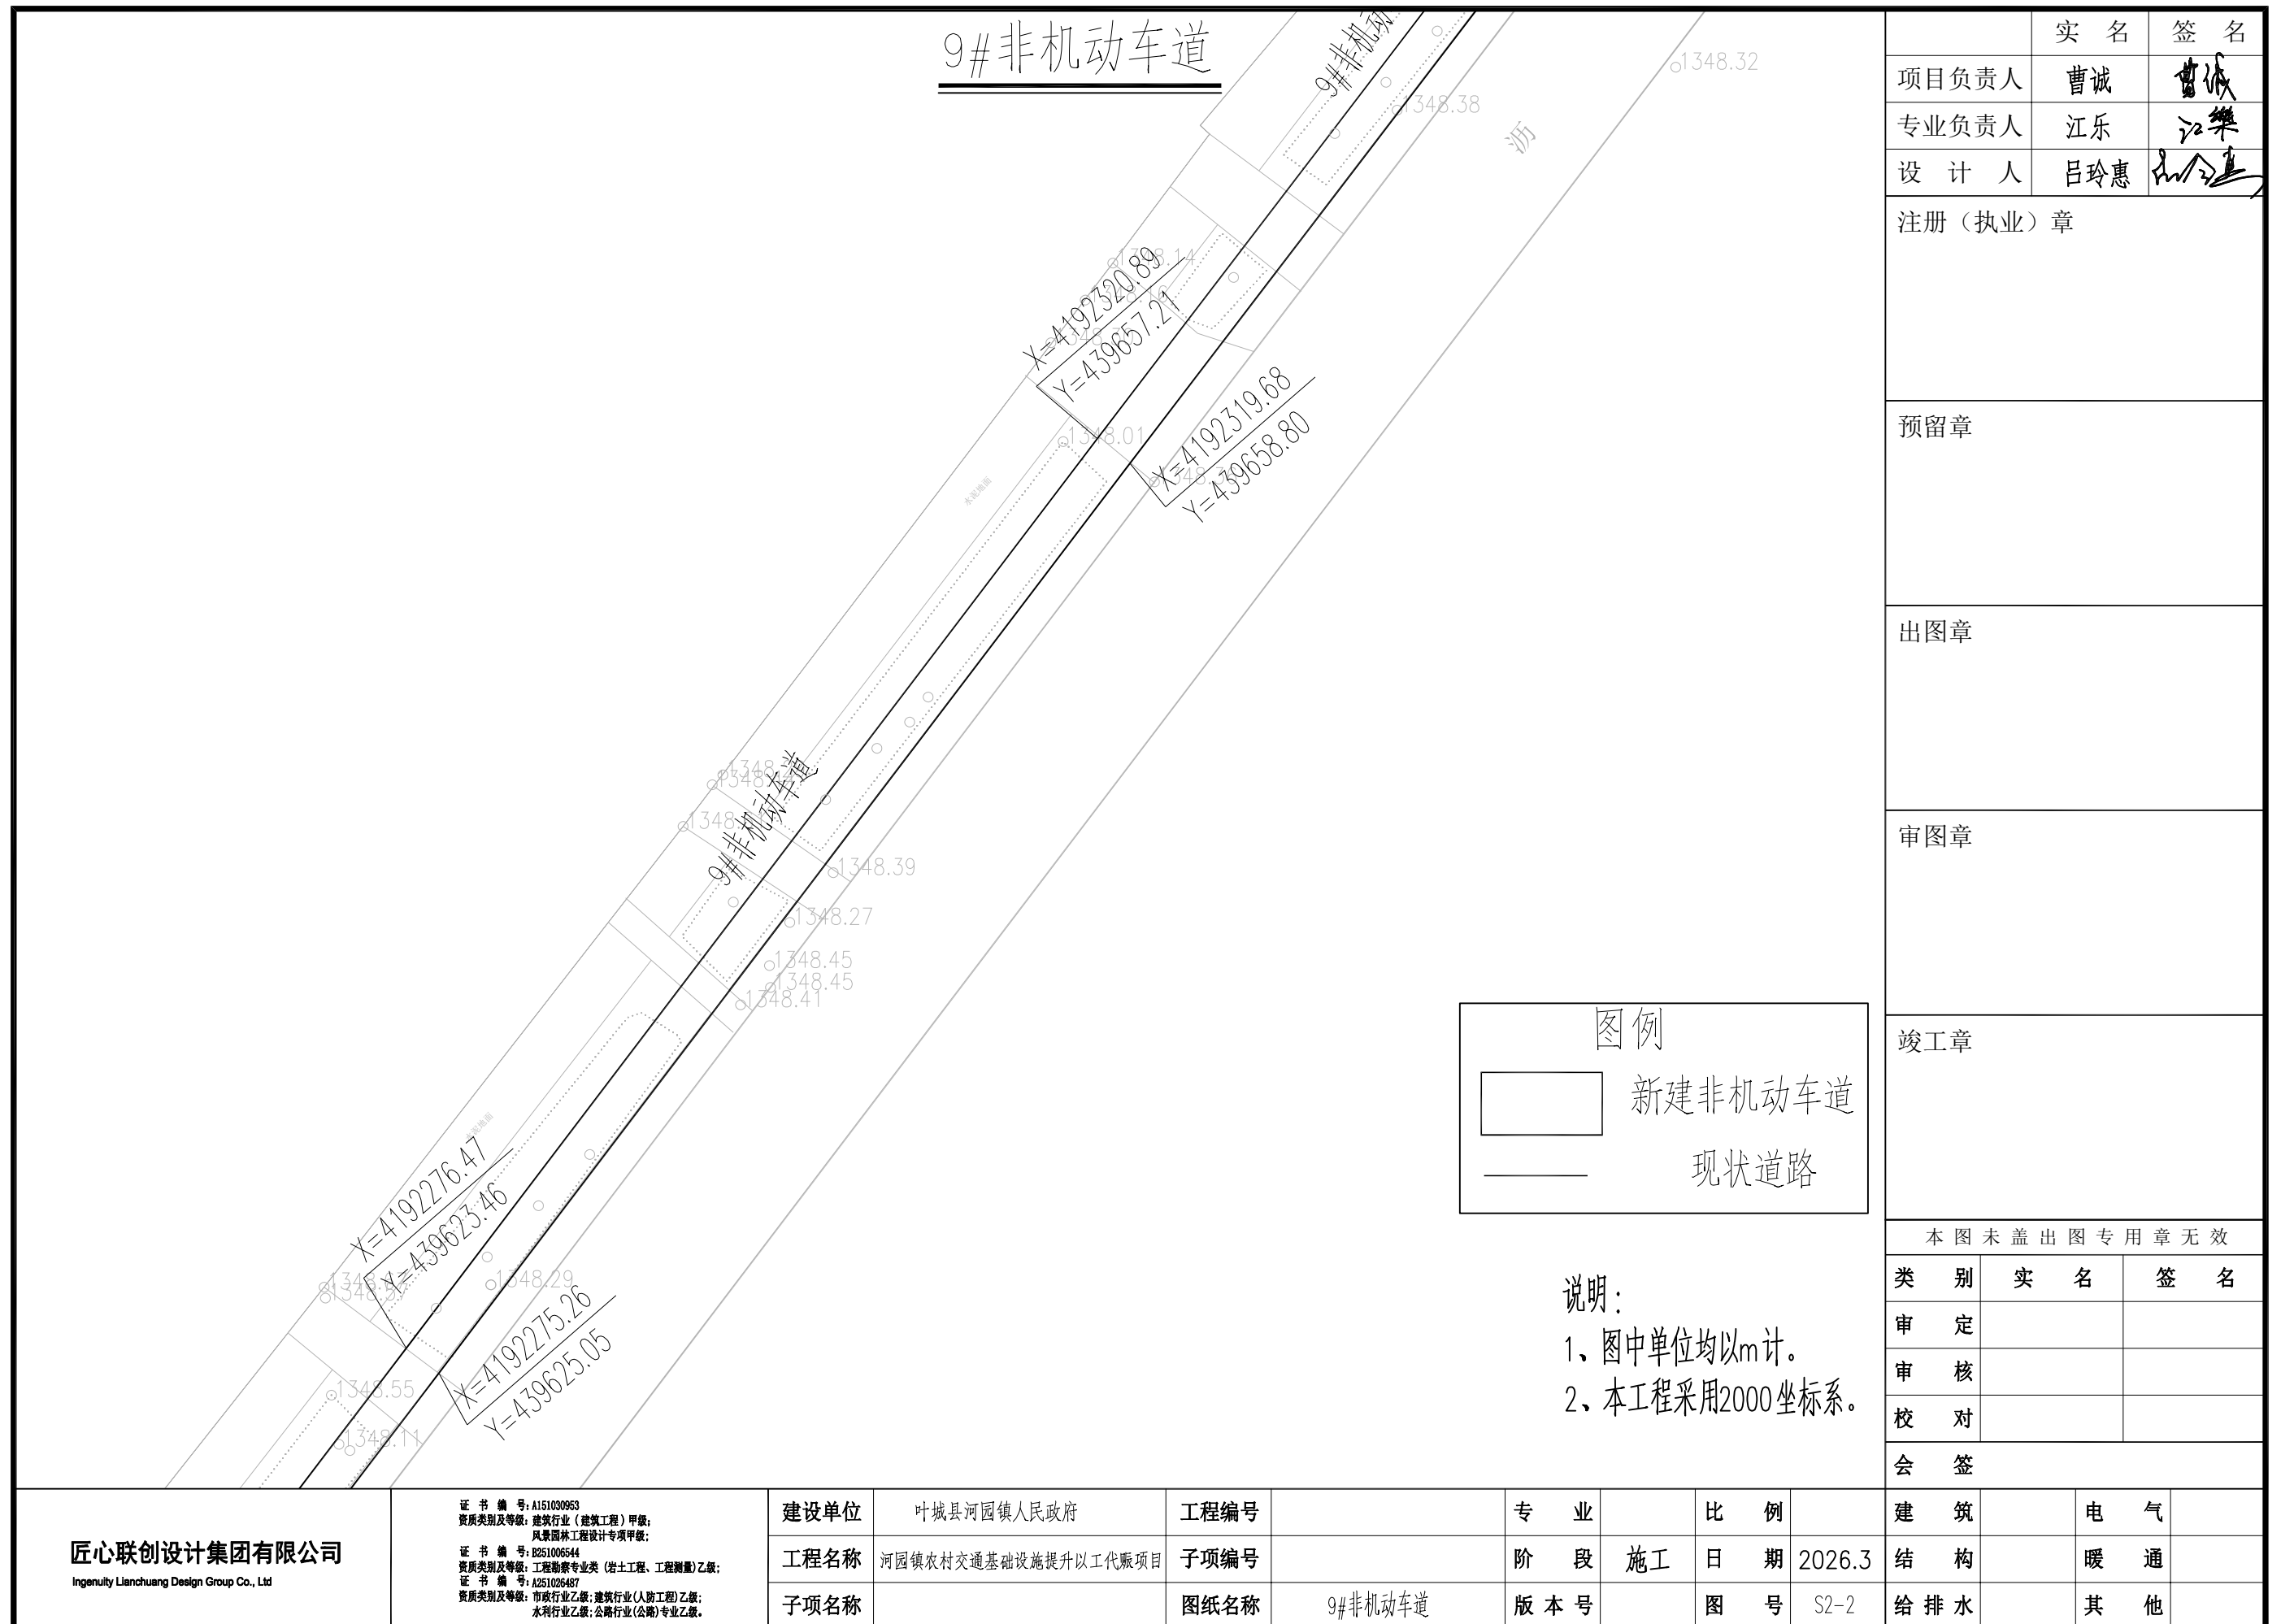 9#非机动车道
9#非机动
1348.32
1348.38
沥
1348.14
X=4192320.89
Y=439657.21
X=4192319.68
Y=439658.80
1348.01
水泥地面
9#非机动车道
1348.39
1348.27
1348.45
1348.45
1348.41
水泥地面
X=4192276.47
Y=439623.46
1348.29
X=4192275.26
Y=439625.05
1348.55
1348.11
图例
新建非机动车道
现状道路
说明：
1、图中单位均以m计。
2、本工程采用2000坐标系。
实 名 签 名
项目负责人 曹诚 曹诚
专业负责人 江乐 江樂
设 计 人 吕玲惠
注册（执业）章
预留章
出图章
审图章
竣工章
本图未盖出图专用章无效
类 别 实 名 签 名
审 定
审 核
校 对
会 签
建 筑 电 气
结 构 暖 通
给排水 其 他
匠心联创设计集团有限公司
Ingenuity Lianchuang Design Group Co., Ltd
证 书 编 号: A151030953
资质类别及等级: 建筑行业（建筑工程）甲级;
风景园林工程设计专项甲级;
证 书 编 号: B251006544
资质类别及等级: 工程勘察专业类（岩土工程、工程测量)乙级;
证 书 编 号: A251026487
资质类别及等级: 市政行业乙级; 建筑行业(人防工程)乙级;
水利行业乙级; 公路行业(公路)专业乙级。
建设单位 叶城县河园镇人民政府 工程编号 专 业 比 例
工程名称 河园镇农村交通基础设施提升以工代赈项目 子项编号 阶 段 施工 日 期 2026.3
子项名称 图纸名称 9#非机动车道 版本号 图 号 S2-2